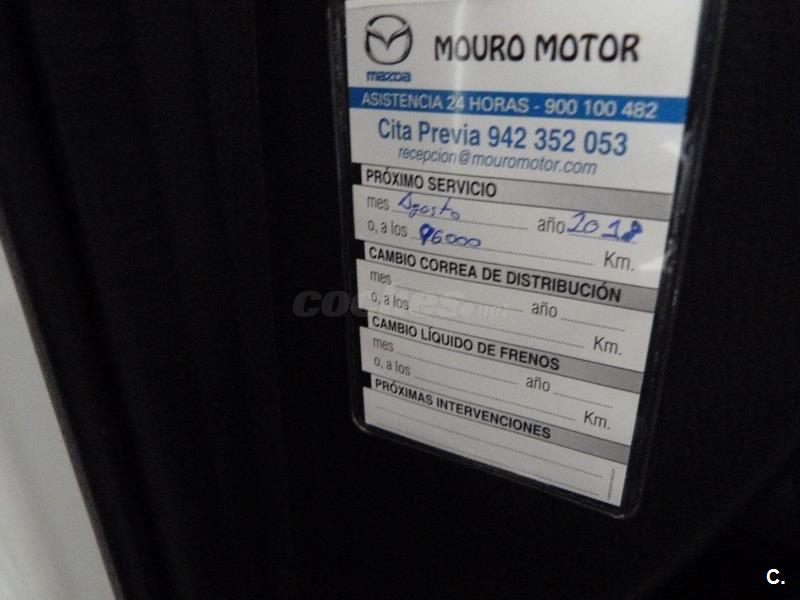 mazda
MOURO MOTOR
ASISTENCIA 24 HORAS - 900 100 482
Cita Previa 942 352 053
recepcion@mouromotor.com
PRÓXIMO SERVICIO
mes Agosto año 2018
o, a los 96000 Km.
CAMBIO CORREA DE DISTRIBUCIÓN
mes año
o, a los Km.
CAMBIO LÍQUIDO DE FRENOS
mes año
o, a los Km.
PRÓXIMAS INTERVENCIONES
coches.net
C.